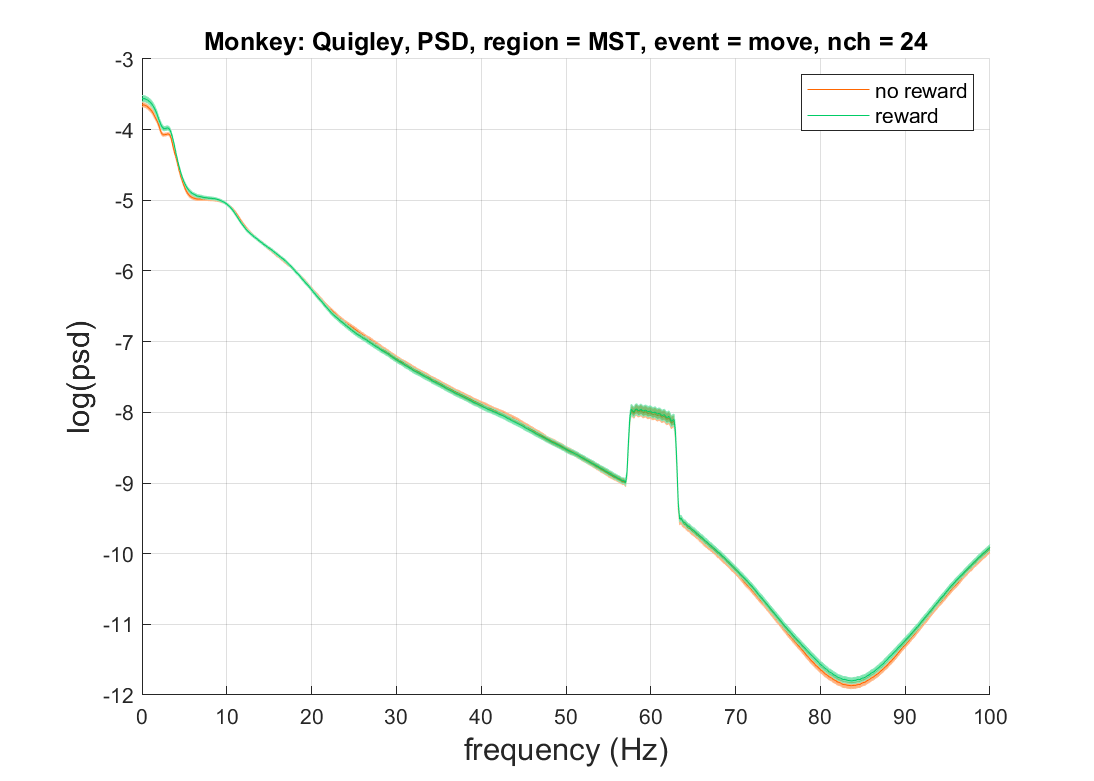 Monkey: Quigley, PSD, region = MST, event = move, nch = 24
no reward
reward
log(psd)
-3
-4
-5
-6
-7
-8
-9
-10
-11
-12
0 10 20 30 40 50 60 70 80 90 100
frequency (Hz)